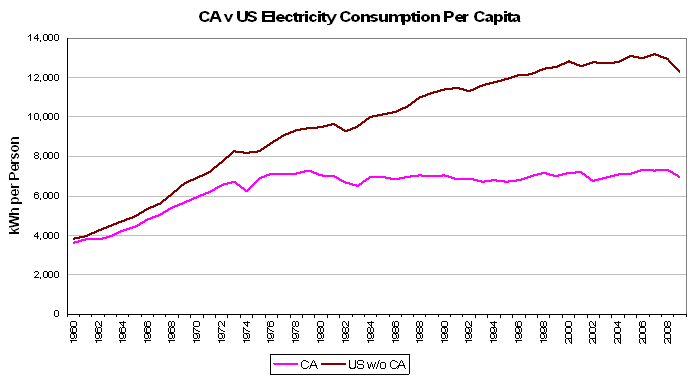 CA v US Electricity Consumption Per Capita
kWh per Person
14,000
12,000
10,000
8,000
6,000
4,000
2,000
0
1960 1962 1964 1966 1968 1970 1972 1974 1976 1978 1980 1982 1984 1986 1988 1990 1992 1994 1996 1998 2000 2002 2004 2006 2008
CA US w/o CA